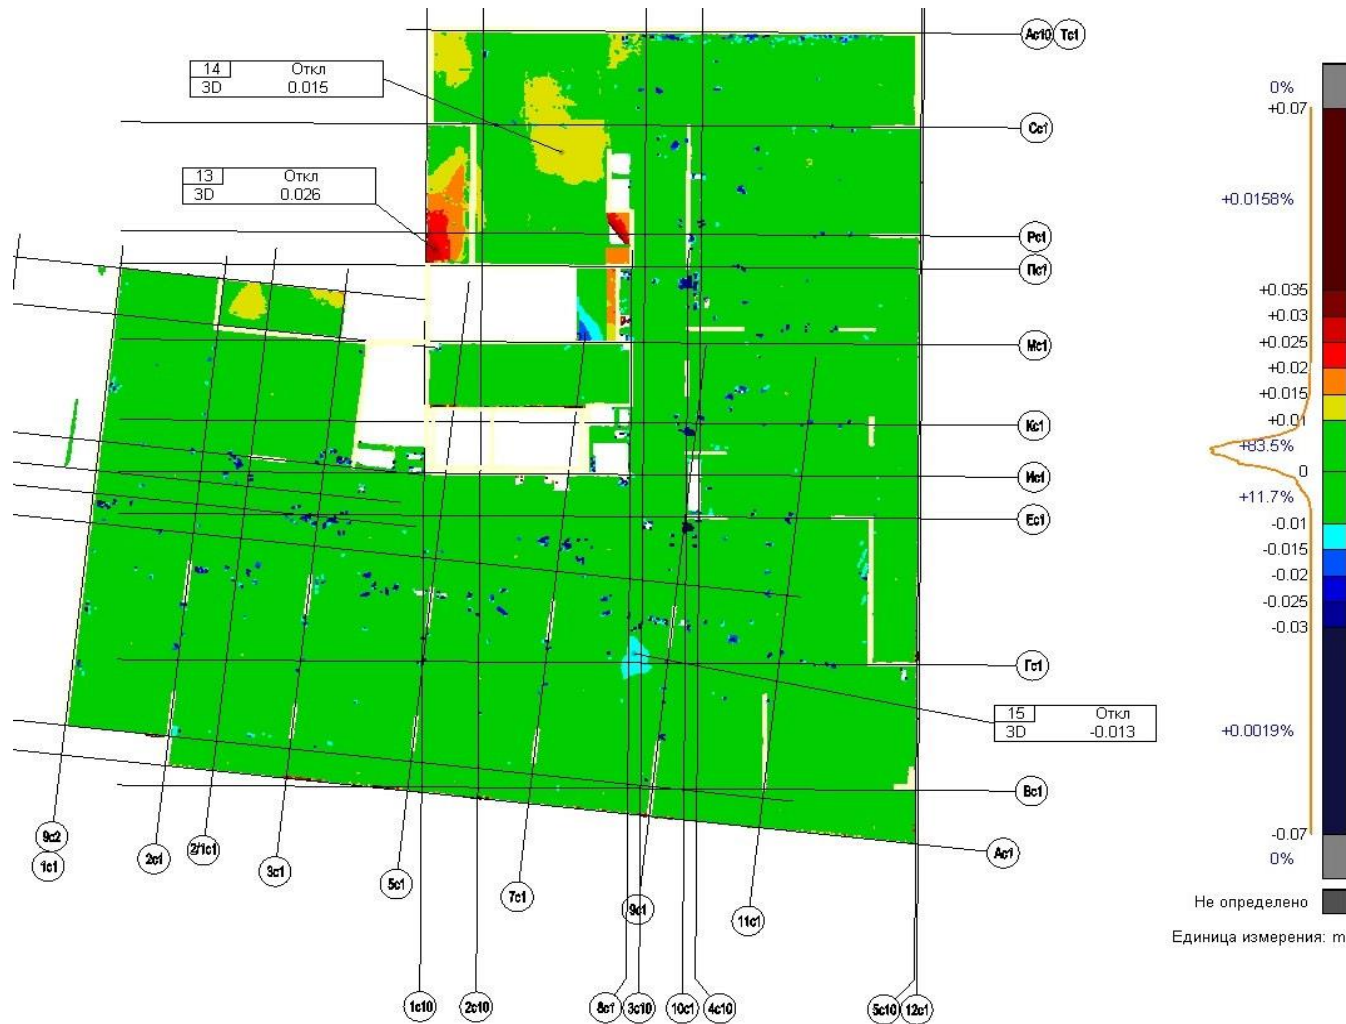 Ас10 Тс1
14 Откл
3D 0.015
Сс1
13 Откл
3D 0.026
Рс1
Пс1
Мс1
Кс1
Ис1
Ес1
Гс1
15 Откл
3D -0.013
Вс1
Ас1
9с2
1с1
2с1
2/1с1
3с1
5с1
7с1
9с1
11с1
1с10
2с10
8с1
3с10
10с1
4с10
5с10
12с1
0%
+0.07
+0.0158%
+0.035
+0.03
+0.025
+0.02
+0.015
+0.01
+83.5%
0
+11.7%
-0.01
-0.015
-0.02
-0.025
-0.03
+0.0019%
-0.07
0%
Не определено
Единица измерения: m